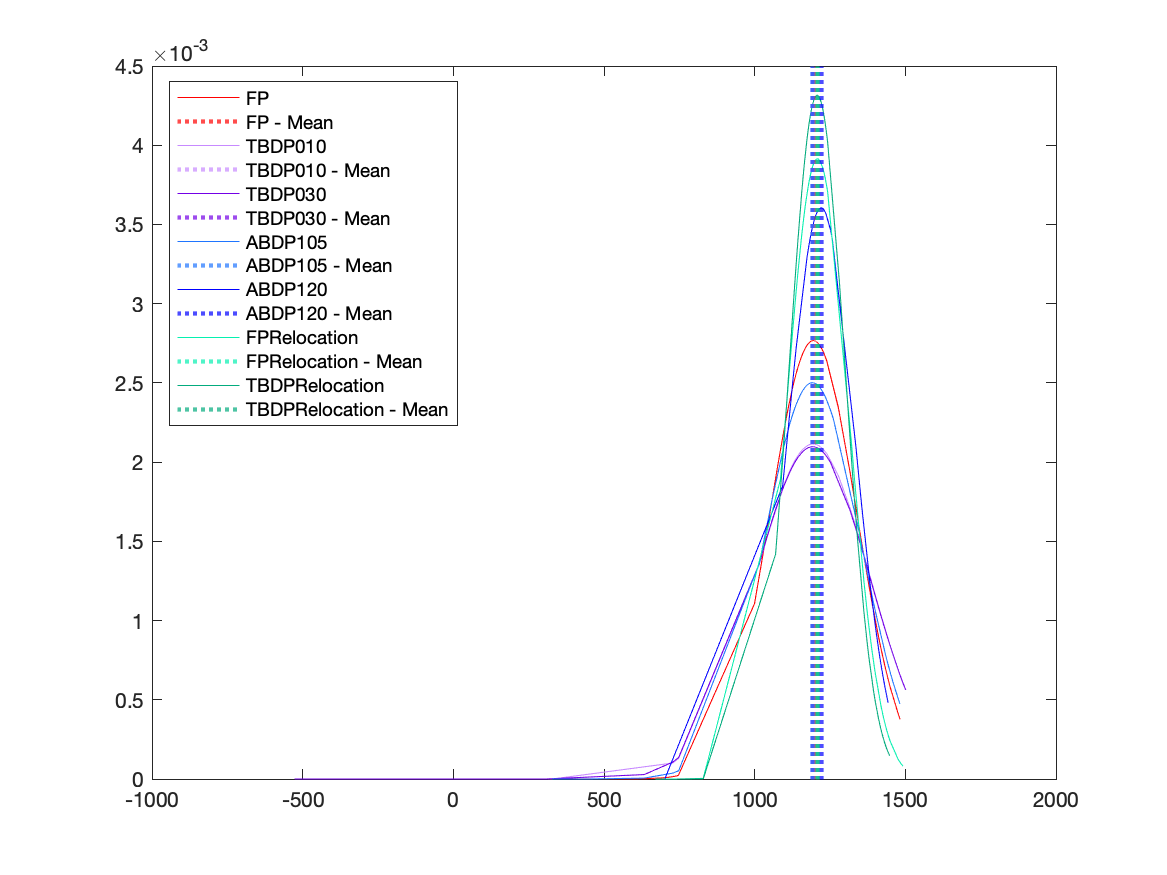 ×10-3
4.5
4
3.5
3
2.5
2
1.5
1
0.5
0
-1000
-500
0
500
1000
1500
2000
FP
FP - Mean
TBDP010
TBDP010 - Mean
TBDP030
TBDP030 - Mean
ABDP105
ABDP105 - Mean
ABDP120
ABDP120 - Mean
FPRelocation
FPRelocation - Mean
TBDPRelocation
TBDPRelocation - Mean